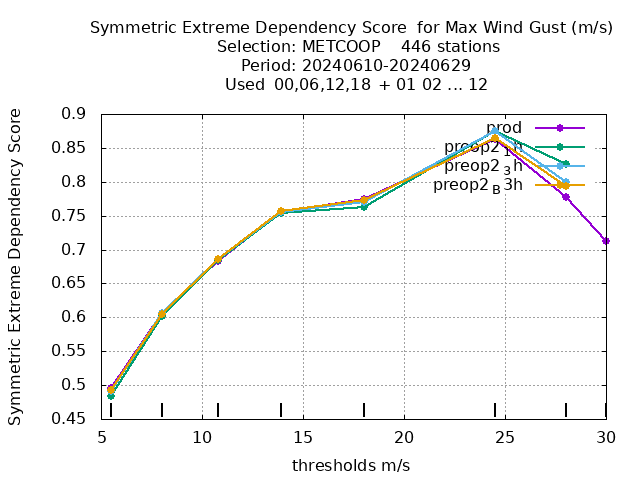 Symmetric Extreme Dependency Score for Max Wind Gust (m/s)
Selection: METCOOP 446 stations
Period: 20240610-20240629
Used 00,06,12,18 + 01 02 ... 12
Symmetric Extreme Dependency Score
0.9
0.85
0.8
0.75
0.7
0.65
0.6
0.55
0.5
0.45
prod
preop2
preop2 3h
preop2 B 3h
5 10 15 20 25 30
thresholds m/s